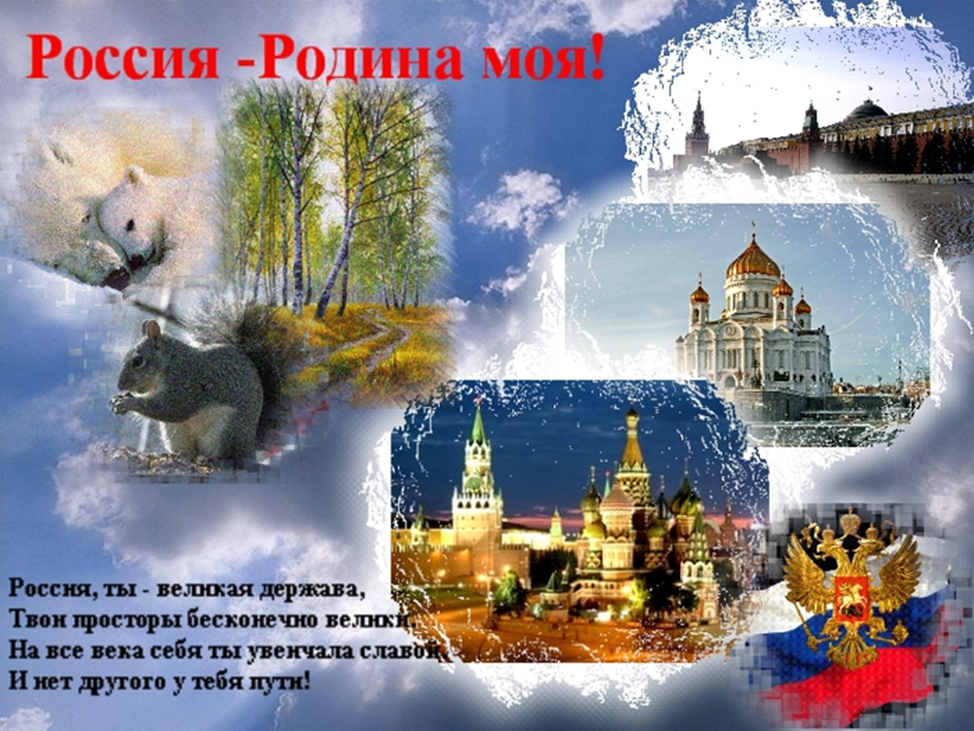 Россия -Родина моя!
Россия, ты - великая держава,
Твои просторы бесконечно велики.
На все века себя ты увенчала славой,
И нет другого у тебя пути!